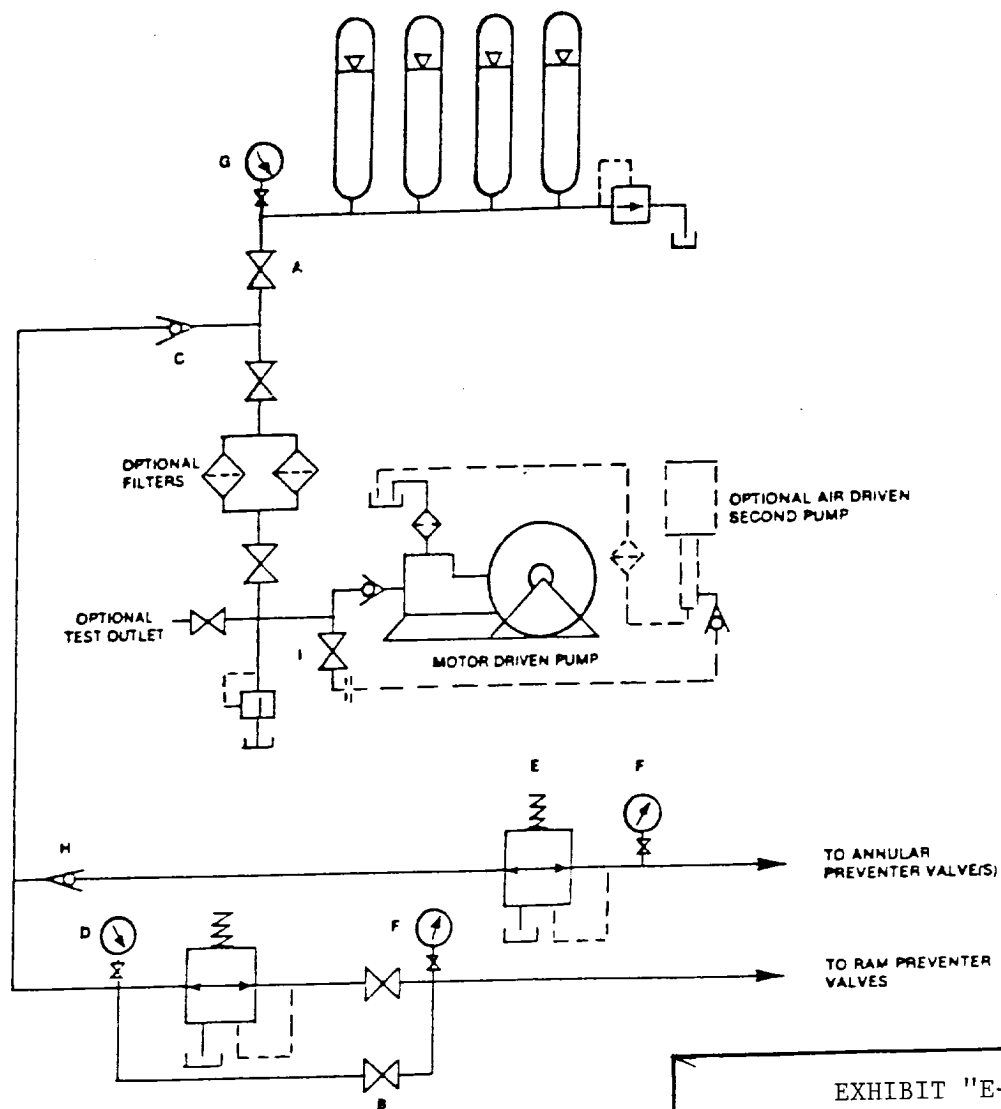 G
A
C
OPTIONAL
FILTERS
OPTIONAL AIR DRIVEN
SECOND PUMP
OPTIONAL
TEST OUTLET
I
MOTOR DRIVEN PUMP
E
F
H
TO ANNULAR
PREVENTER VALVE(S)
D
F
TO RAM PREVENTER
VALVES
B
EXHIBIT "E-